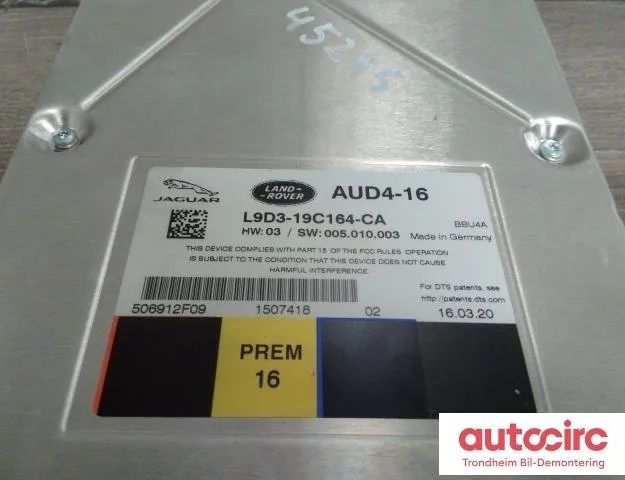 45245
JAGUAR
LAND-
ROVER
AUD4-16
L9D3-19C164-CA
BBU4A
HW: 03 / SW: 005.010.003
Made in Germany
THIS DEVICE COMPLIES WITH PART 15 OF THE FCC RULES. OPERATION
IS SUBJECT TO THE CONDITION THAT THIS DEVICE DOES NOT CAUSE
HARMFUL INTERFERENCE.
For DTS patents, see
http://patents.dts.com
506912F09 1507418 02 16.03.20
PREM
16
autocirc
Trondheim Bil-Demontering